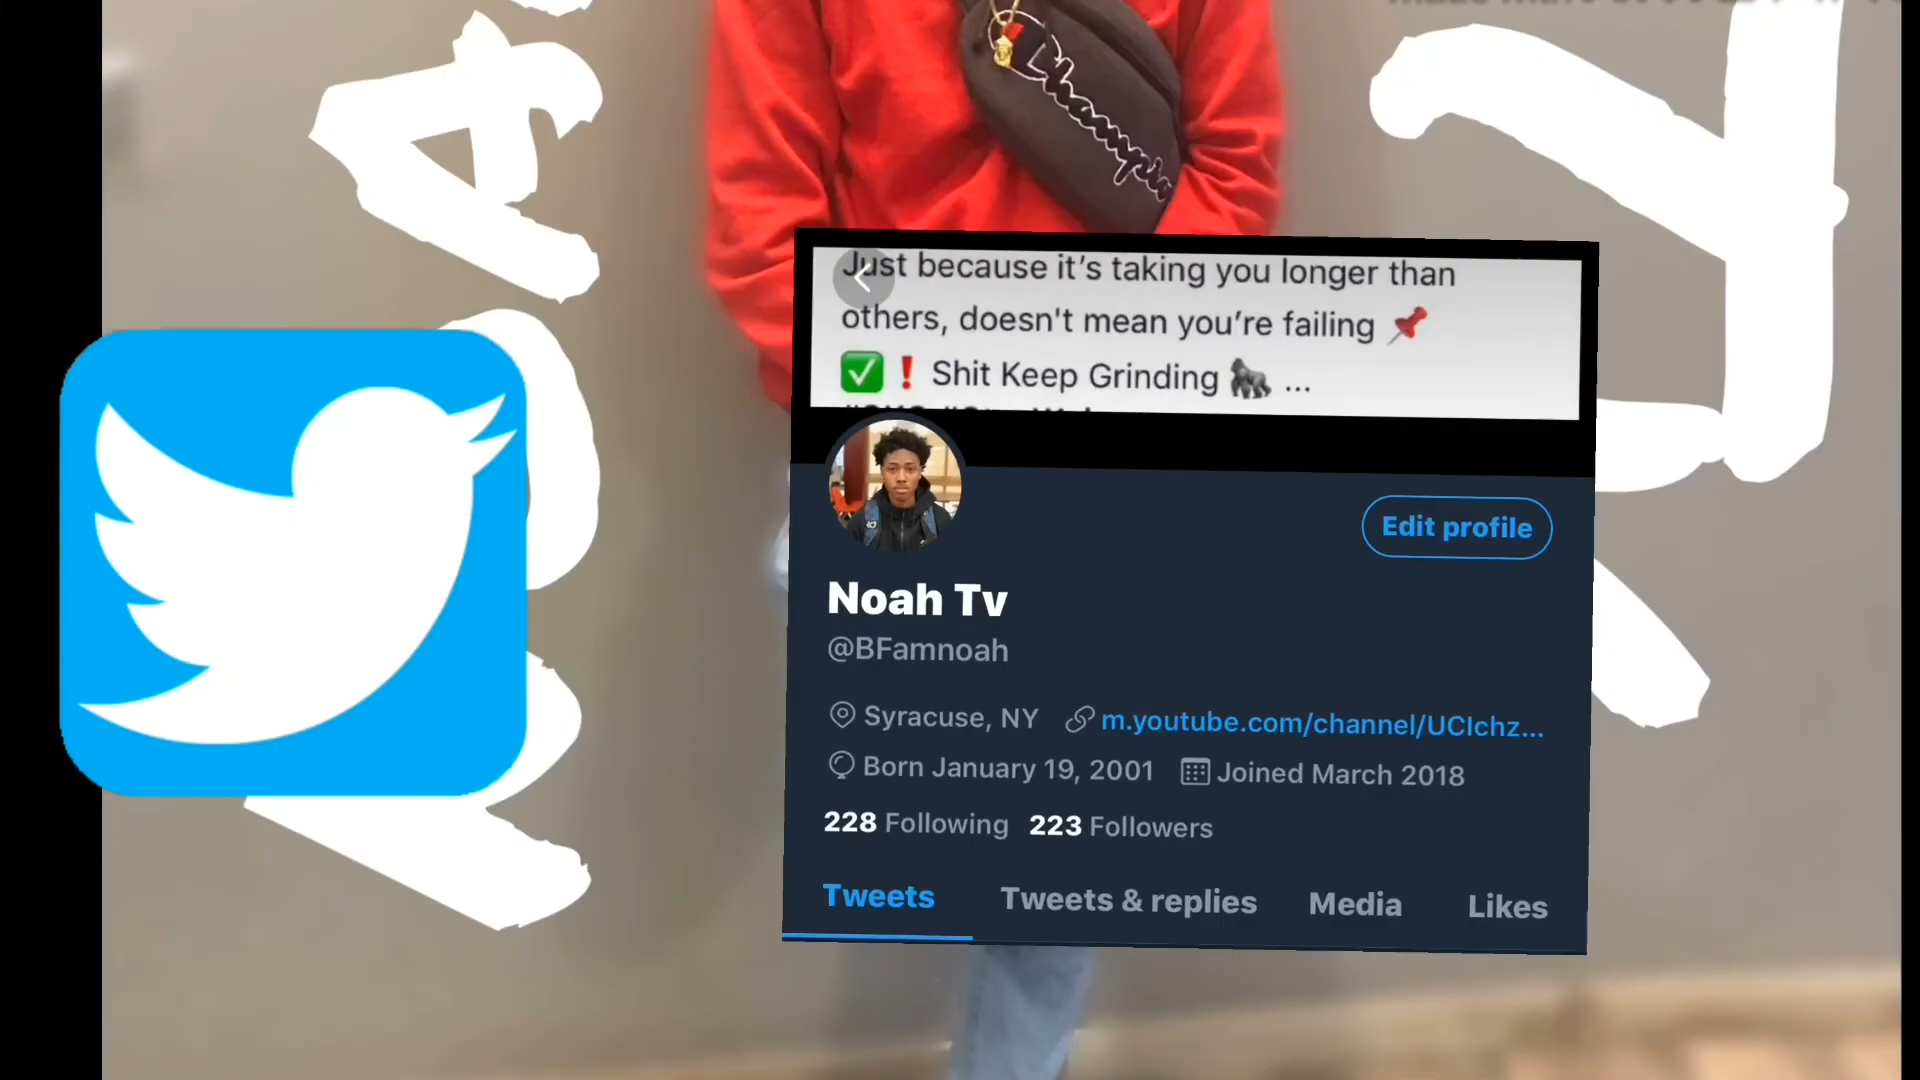 Champio
Just because it’s taking you longer than
others, doesn't mean you’re failing 📌
✅❗ Shit Keep Grinding 🦍 ...
Edit profile
Noah Tv
@BFamnoah
Syracuse, NY m.youtube.com/channel/UCIchz...
Born January 19, 2001 Joined March 2018
228 Following 223 Followers
Tweets Tweets & replies Media Likes